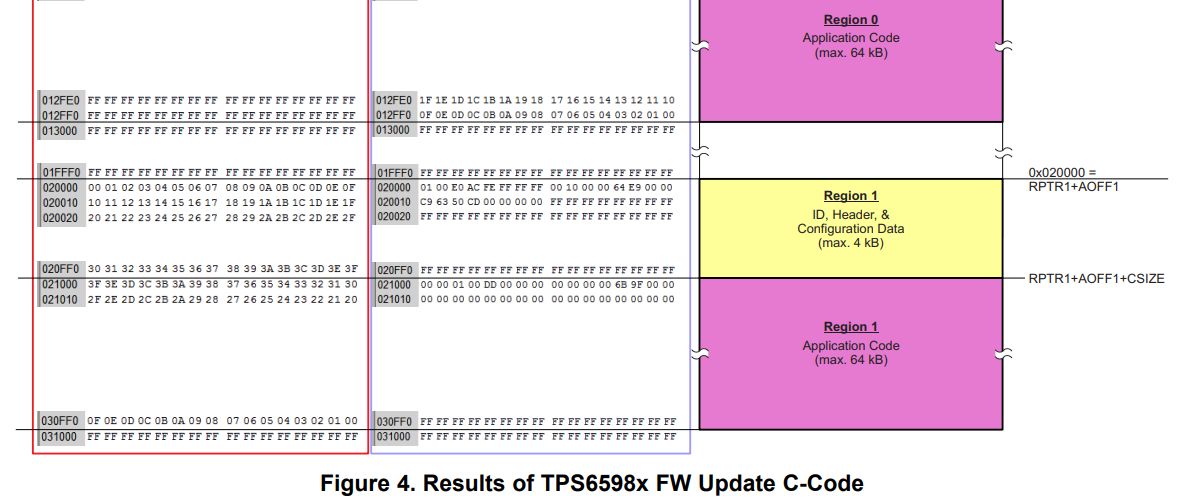 Region 0
Application Code
(max. 64 kB)
012FE0 FF FF FF FF FF FF FF FF FF FF FF FF FF FF FF FF 012FE0 1F 1E 1D 1C 1B 1A 19 18 17 16 15 14 13 12 11 10
012FF0 FF FF FF FF FF FF FF FF FF FF FF FF FF FF FF FF 012FF0 0F 0E 0D 0C 0B 0A 09 08 07 06 05 04 03 02 01 00
013000 FF FF FF FF FF FF FF FF FF FF FF FF FF FF FF FF 013000 FF FF FF FF FF FF FF FF FF FF FF FF FF FF FF FF
01FFF0 FF FF FF FF FF FF FF FF FF FF FF FF FF FF FF FF 01FFF0 FF FF FF FF FF FF FF FF FF FF FF FF FF FF FF FF
0x020000 =
RPTR1+AOFF1
020000 00 01 02 03 04 05 06 07 08 09 0A 0B 0C 0D 0E 0F 020000 01 00 E0 AC FE FF FF FF 00 10 00 00 64 E9 00 00
020010 10 11 12 13 14 15 16 17 18 19 1A 1B 1C 1D 1E 1F 020010 C9 63 50 CD 00 00 00 00 FF FF FF FF FF FF FF FF
020020 20 21 22 23 24 25 26 27 28 29 2A 2B 2C 2D 2E 2F 020020 FF FF FF FF FF FF FF FF FF FF FF FF FF FF FF FF
Region 1
ID, Header, &
Configuration Data
(max. 4 kB)
020FF0 30 31 32 33 34 35 36 37 38 39 3A 3B 3C 3D 3E 3F 020FF0 FF FF FF FF FF FF FF FF FF FF FF FF FF FF FF FF
RPTR1+AOFF1+CSIZE
021000 3F 3E 3D 3C 3B 3A 39 38 37 36 35 34 33 32 31 30 021000 00 00 01 00 DD 00 00 00 00 00 00 00 6B 9F 00 00
021010 2F 2E 2D 2C 2B 2A 29 28 27 26 25 24 23 22 21 20 021010 00 00 00 00 00 00 00 00 00 00 00 00 00 00 00 00
Region 1
Application Code
(max. 64 kB)
030FF0 0F 0E 0D 0C 0B 0A 09 08 07 06 05 04 03 02 01 00 030FF0 FF FF FF FF FF FF FF FF FF FF FF FF FF FF FF FF
031000 FF FF FF FF FF FF FF FF FF FF FF FF FF FF FF FF 031000 FF FF FF FF FF FF FF FF FF FF FF FF FF FF FF FF
Figure 4. Results of TPS6598x FW Update C-Code